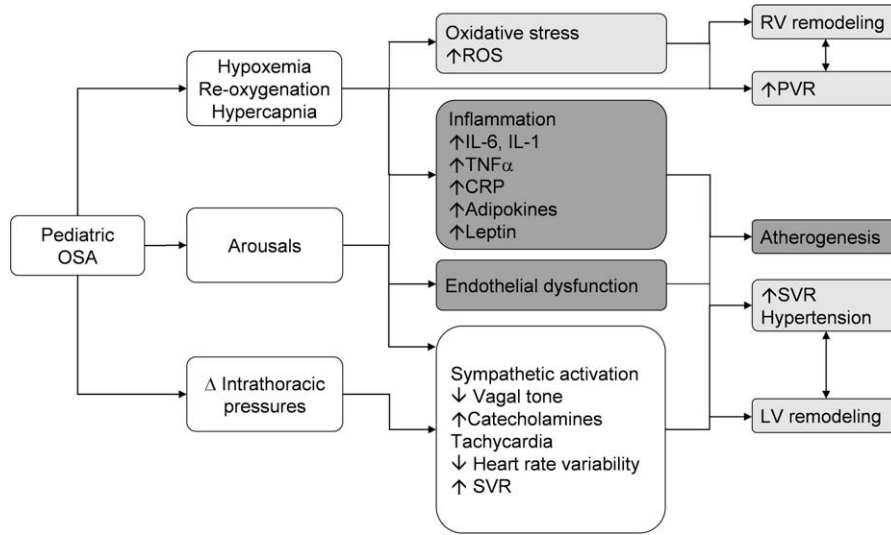 Pediatric
OSA
Hypoxemia
Re-oxygenation
Hypercapnia
Arousals
Δ Intrathoracic
pressures
Oxidative stress
↑ROS
Inflammation
↑IL-6, IL-1
↑TNFα
↑CRP
↑Adipokines
↑Leptin
Endothelial dysfunction
Sympathetic activation
↓ Vagal tone
↑Catecholamines
Tachycardia
↓ Heart rate variability
↑ SVR
RV remodeling
↑PVR
Atherogenesis
↑SVR
Hypertension
LV remodeling